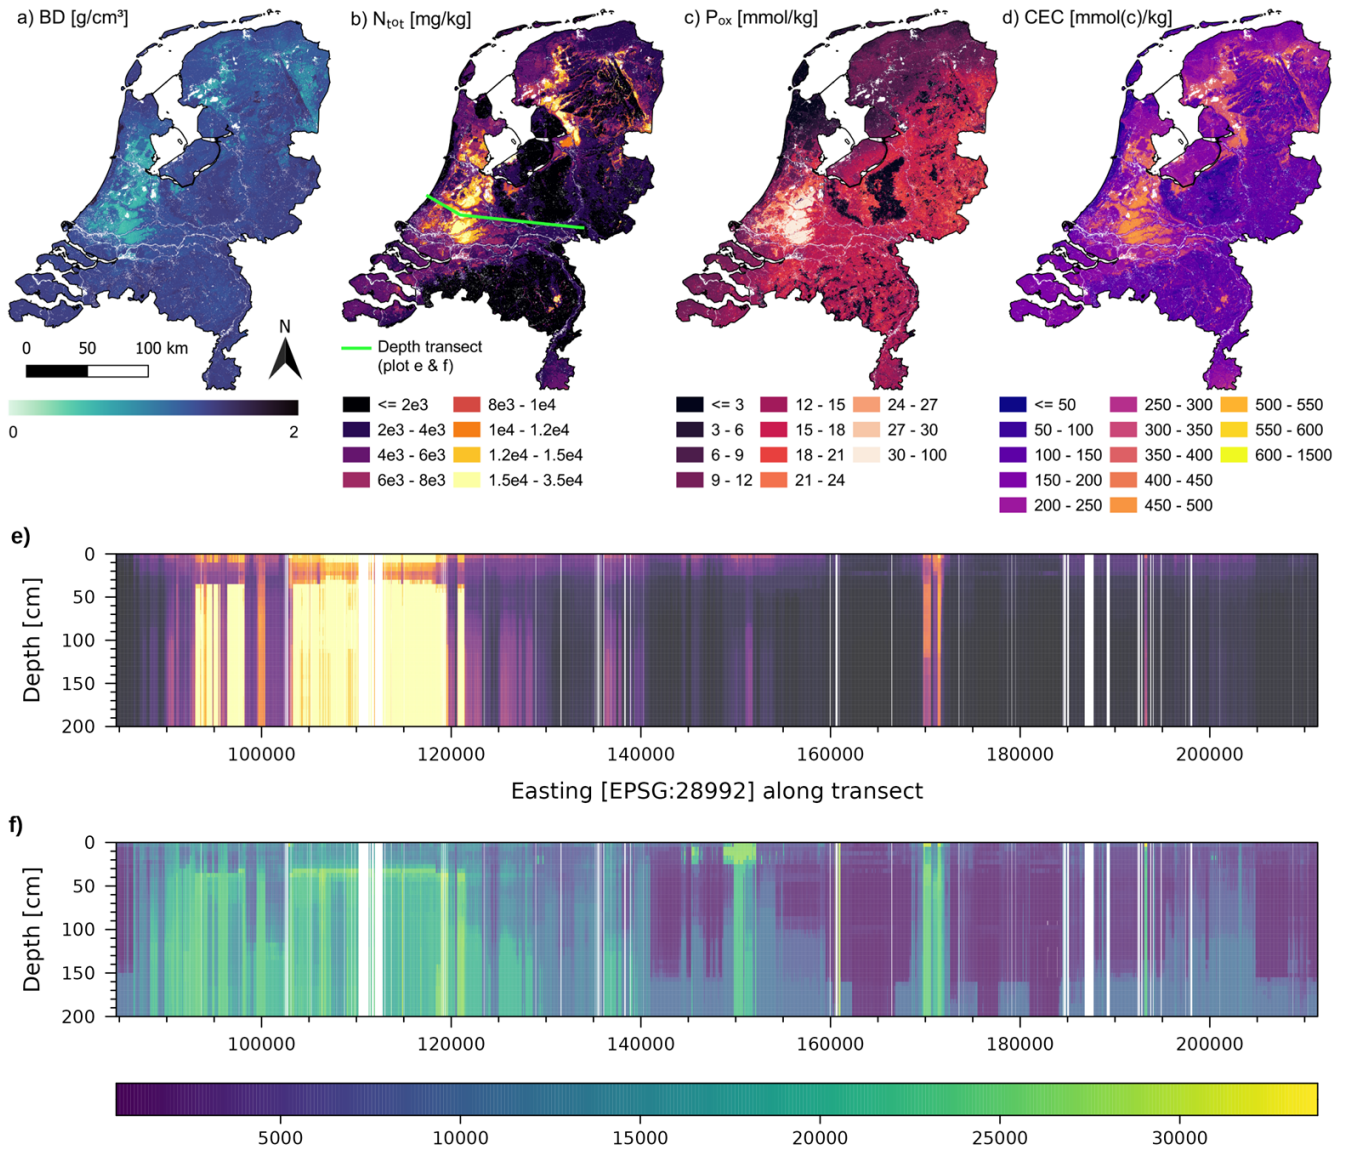 a) BD [g/cm³]
b) Ntot [mg/kg]
c) Pox [mmol/kg]
d) CEC [mmol(c)/kg]
0 50 100 km
N
0 2
Depth transect
(plot e & f)
<= 2e3 8e3 - 1e4
2e3 - 4e3 1e4 - 1.2e4
4e3 - 6e3 1.2e4 - 1.5e4
6e3 - 8e3 1.5e4 - 3.5e4
<= 3 12 - 15 24 - 27
3 - 6 15 - 18 27 - 30
6 - 9 18 - 21 30 - 100
9 - 12 21 - 24
<= 50 250 - 300 500 - 550
50 - 100 300 - 350 550 - 600
100 - 150 350 - 400 600 - 1500
150 - 200 400 - 450
200 - 250 450 - 500
e)
Depth [cm]
0
50
100
150
200
100000 120000 140000 160000 180000 200000
Easting [EPSG:28992] along transect
f)
Depth [cm]
0
50
100
150
200
100000 120000 140000 160000 180000 200000
5000 10000 15000 20000 25000 30000